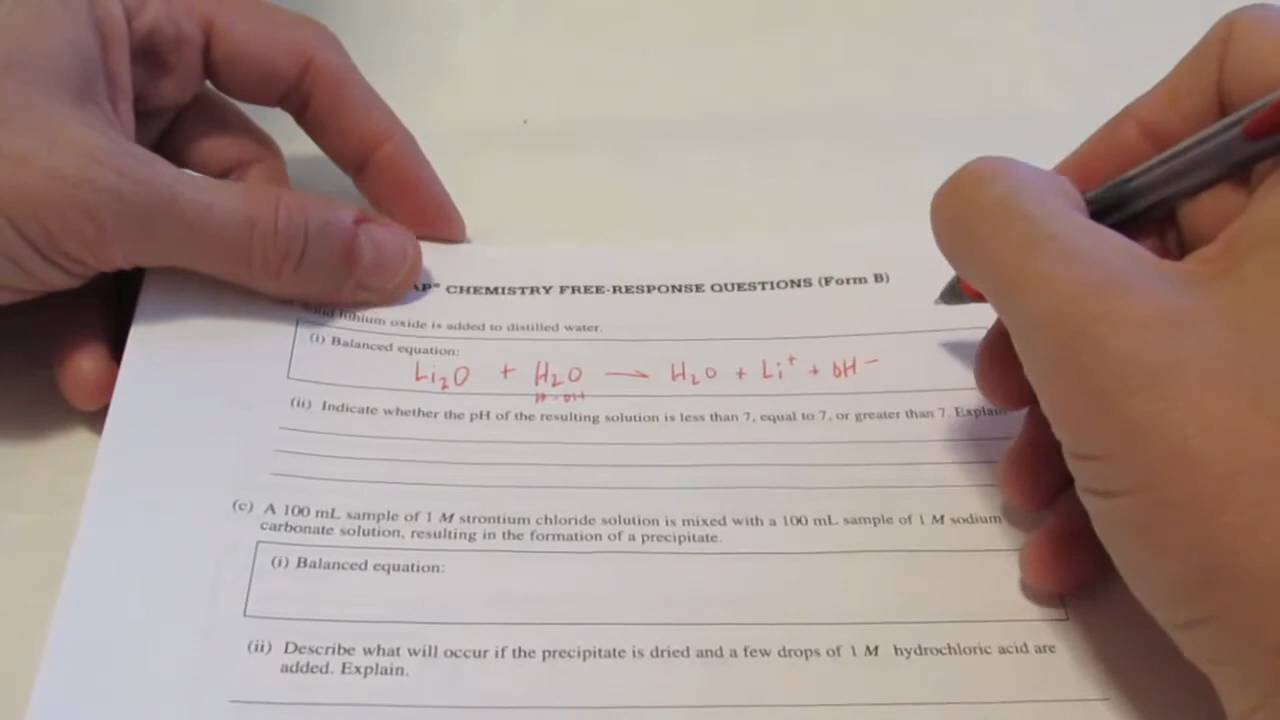 AP® CHEMISTRY FREE-RESPONSE QUESTIONS (Form B)
Solid lithium oxide is added to distilled water.
(i) Balanced equation:
Li₂O + H₂O → H₂O + Li⁺ + OH⁻
H - OH
(ii) Indicate whether the pH of the resulting solution is less than 7, equal to 7, or greater than 7. Explain
(c) A 100 mL sample of 1 M strontium chloride solution is mixed with a 100 mL sample of 1 M sodium
carbonate solution, resulting in the formation of a precipitate.
(i) Balanced equation:
(ii) Describe what will occur if the precipitate is dried and a few drops of 1 M hydrochloric acid are
added. Explain.